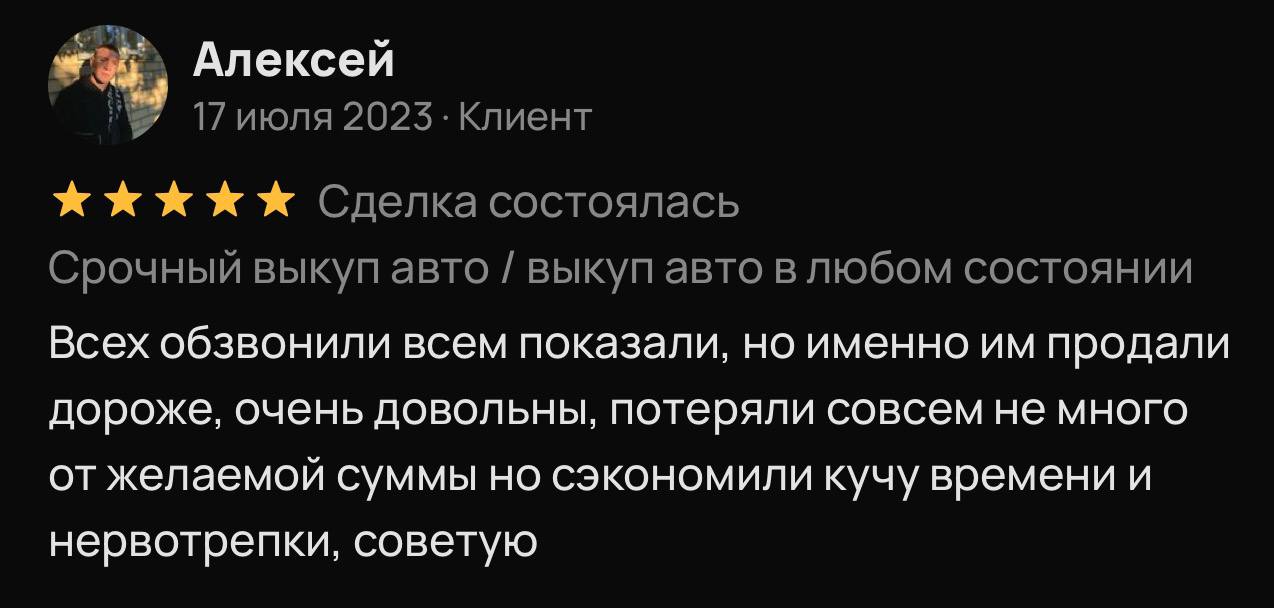 Алексей
17 июля 2023 · Клиент
Сделка состоялась
Срочный выкуп авто / выкуп авто в любом состоянии
Всех обзвонили всем показали, но именно им продали
дороже, очень довольны, потеряли совсем не много
от желаемой суммы но сэкономили кучу времени и
нервотрепки, советую